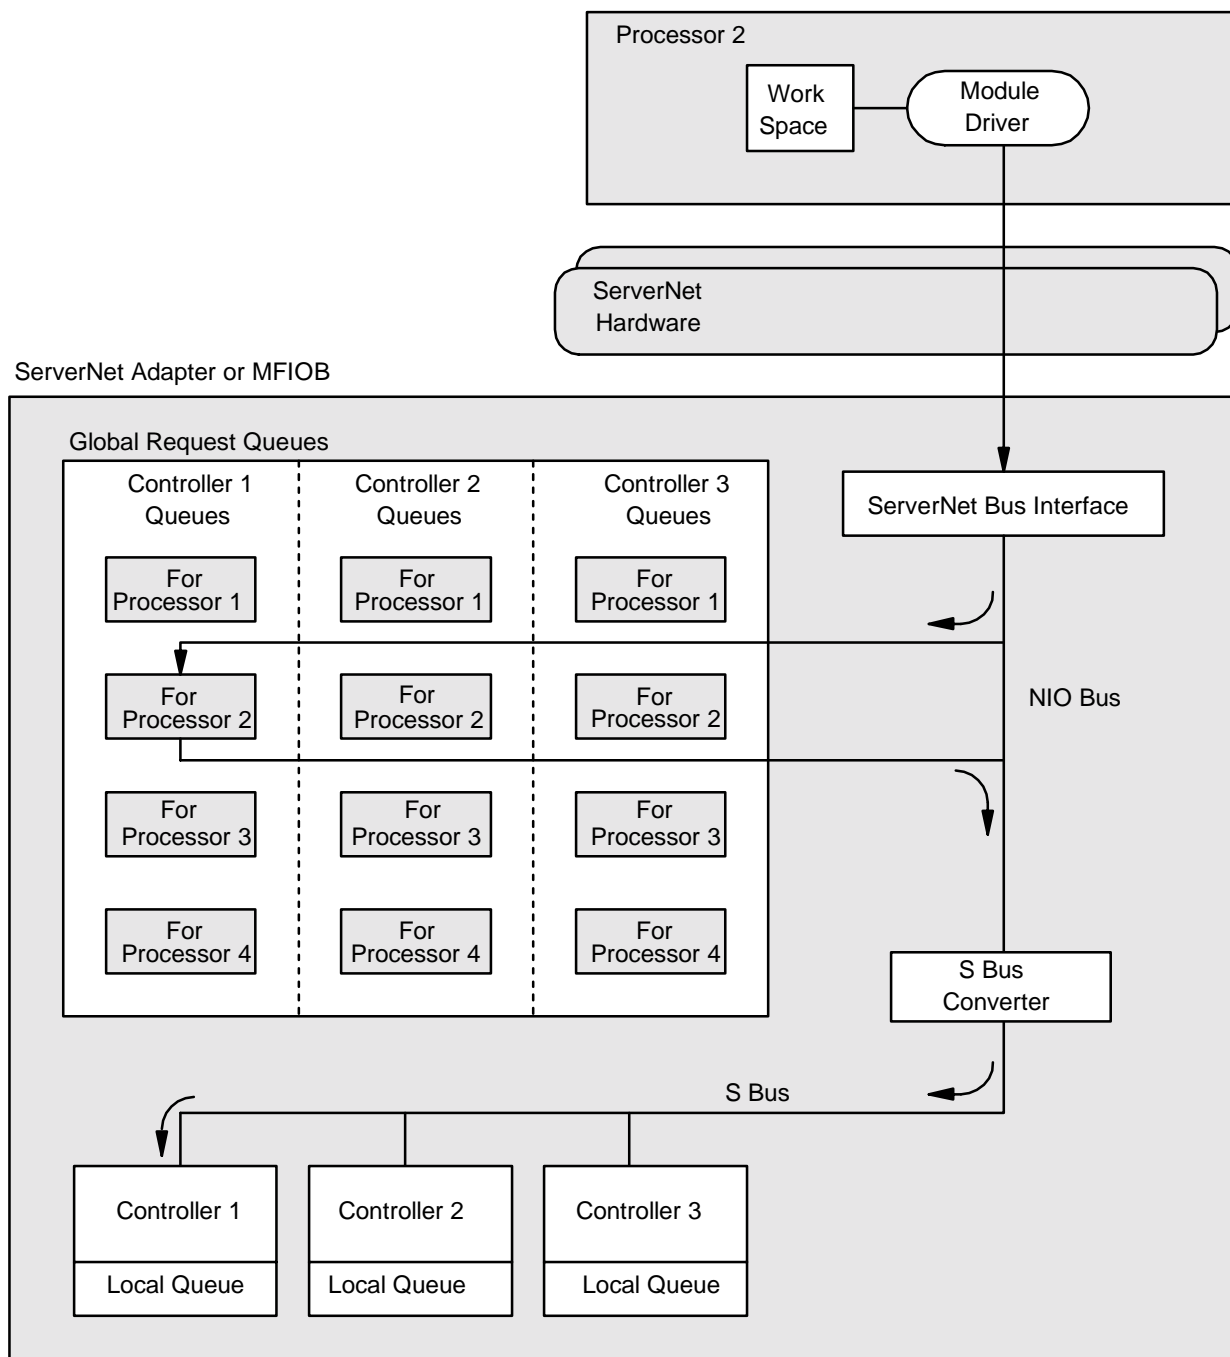 Processor 2
Work
Space
Module
Driver
ServerNet
Hardware
ServerNet Adapter or MFIOB
Global Request Queues
Controller 1
Queues
Controller 2
Queues
Controller 3
Queues
ServerNet Bus Interface
For
Processor 1
For
Processor 1
For
Processor 1
For
Processor 2
For
Processor 2
For
Processor 2
NIO Bus
For
Processor 3
For
Processor 3
For
Processor 3
For
Processor 4
For
Processor 4
For
Processor 4
S Bus
Converter
S Bus
Controller 1
Local Queue
Controller 2
Local Queue
Controller 3
Local Queue